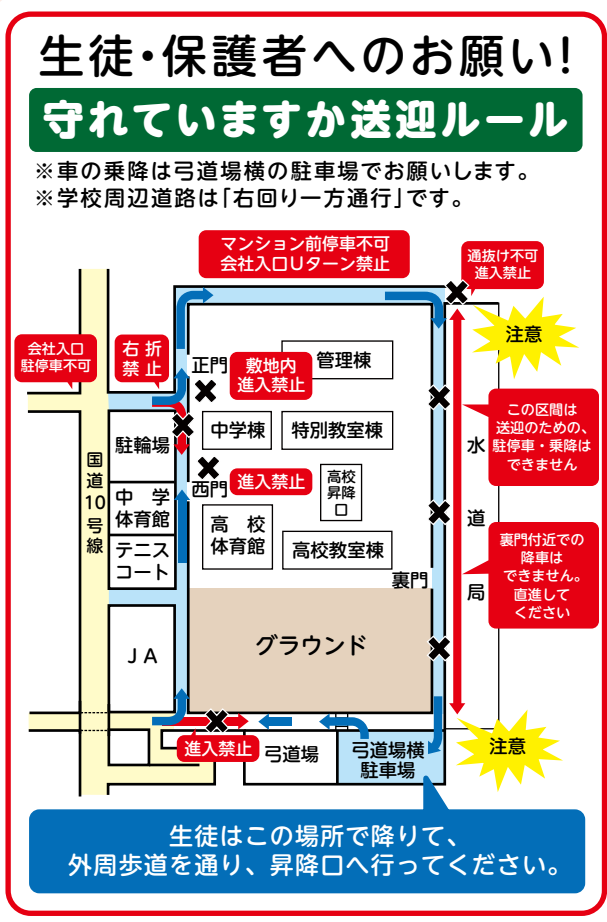 生徒・保護者へのお願い!
守れていますか送迎ルール
※車の乗降は弓道場横の駐車場でお願いします。
※学校周辺道路は「右回り一方通行」です。
マンション前停車不可
会社入口Uターン禁止
通抜け不可
進入禁止
注意
会社入口
駐停車不可
右折
禁止
正門
敷地内
進入禁止
管理棟
この区間は
送迎のための、
駐停車・乗降は
できません
駐輪場
中学棟
特別教室棟
水道局
国道10号線
西門
進入禁止
高校
昇降
口
中学
体育館
高校
体育館
高校教室棟
テニス
コート
裏門
裏門付近での
降車は
できません。
直進して
ください
JA
グラウンド
進入禁止
弓道場
弓道場横
駐車場
注意
生徒はこの場所で降りて、
外周歩道を通り、昇降口へ行ってください。